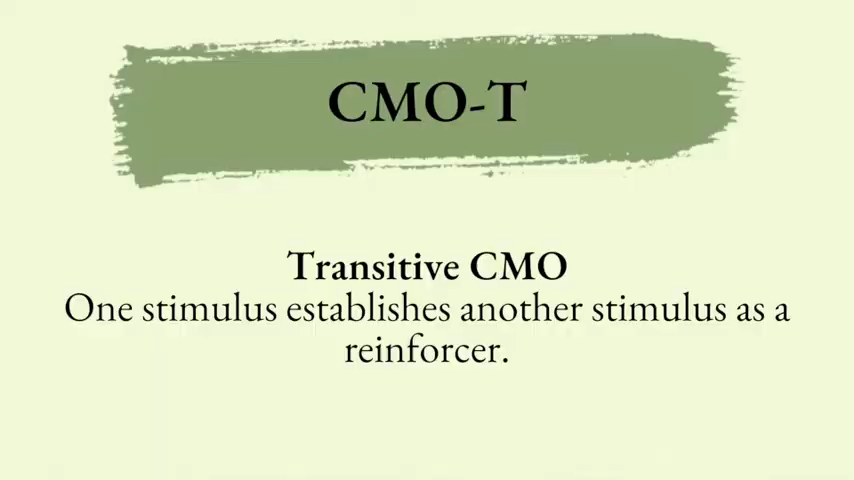 CMO-T
Transitive CMO
One stimulus establishes another stimulus as a
reinforcer.